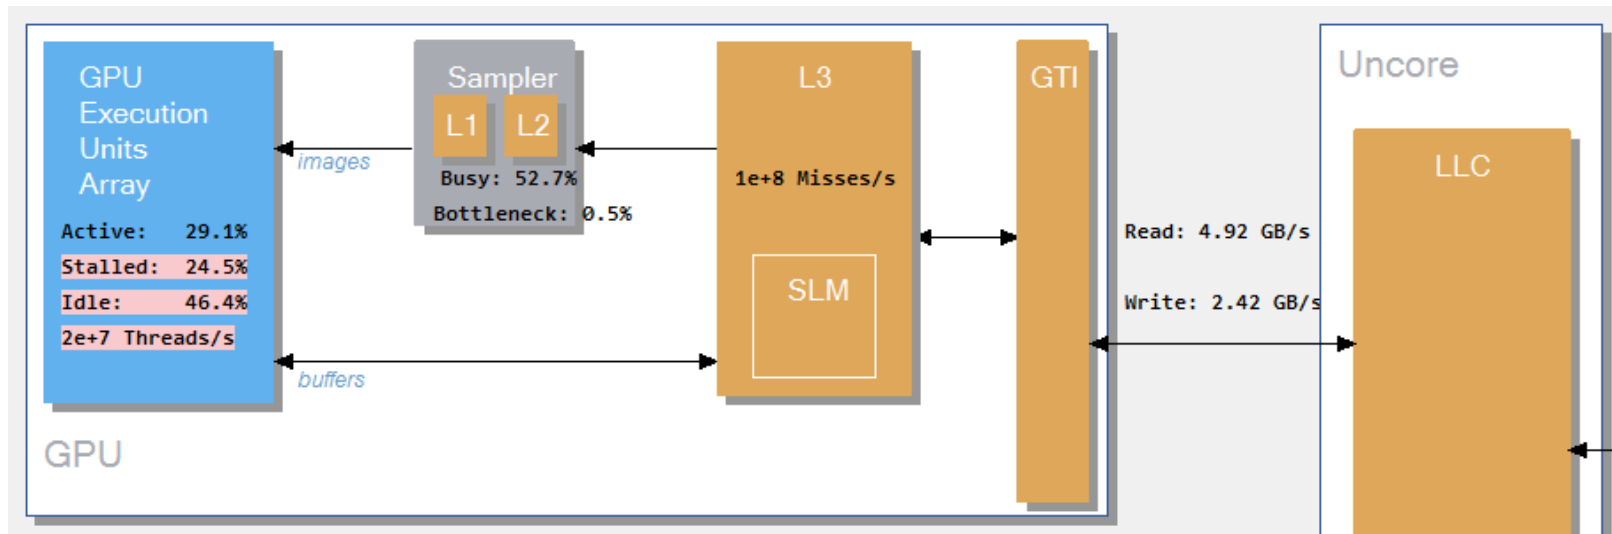 GPU
Execution
Units
Array
Active: 29.1%
Stalled: 24.5%
Idle: 46.4%
2e+7 Threads/s
images
buffers
Sampler
L1 L2
Busy: 52.7%
Bottleneck: 0.5%
L3
1e+8 Misses/s
SLM
GTI
GPU
Read: 4.92 GB/s
Write: 2.42 GB/s
Uncore
LLC